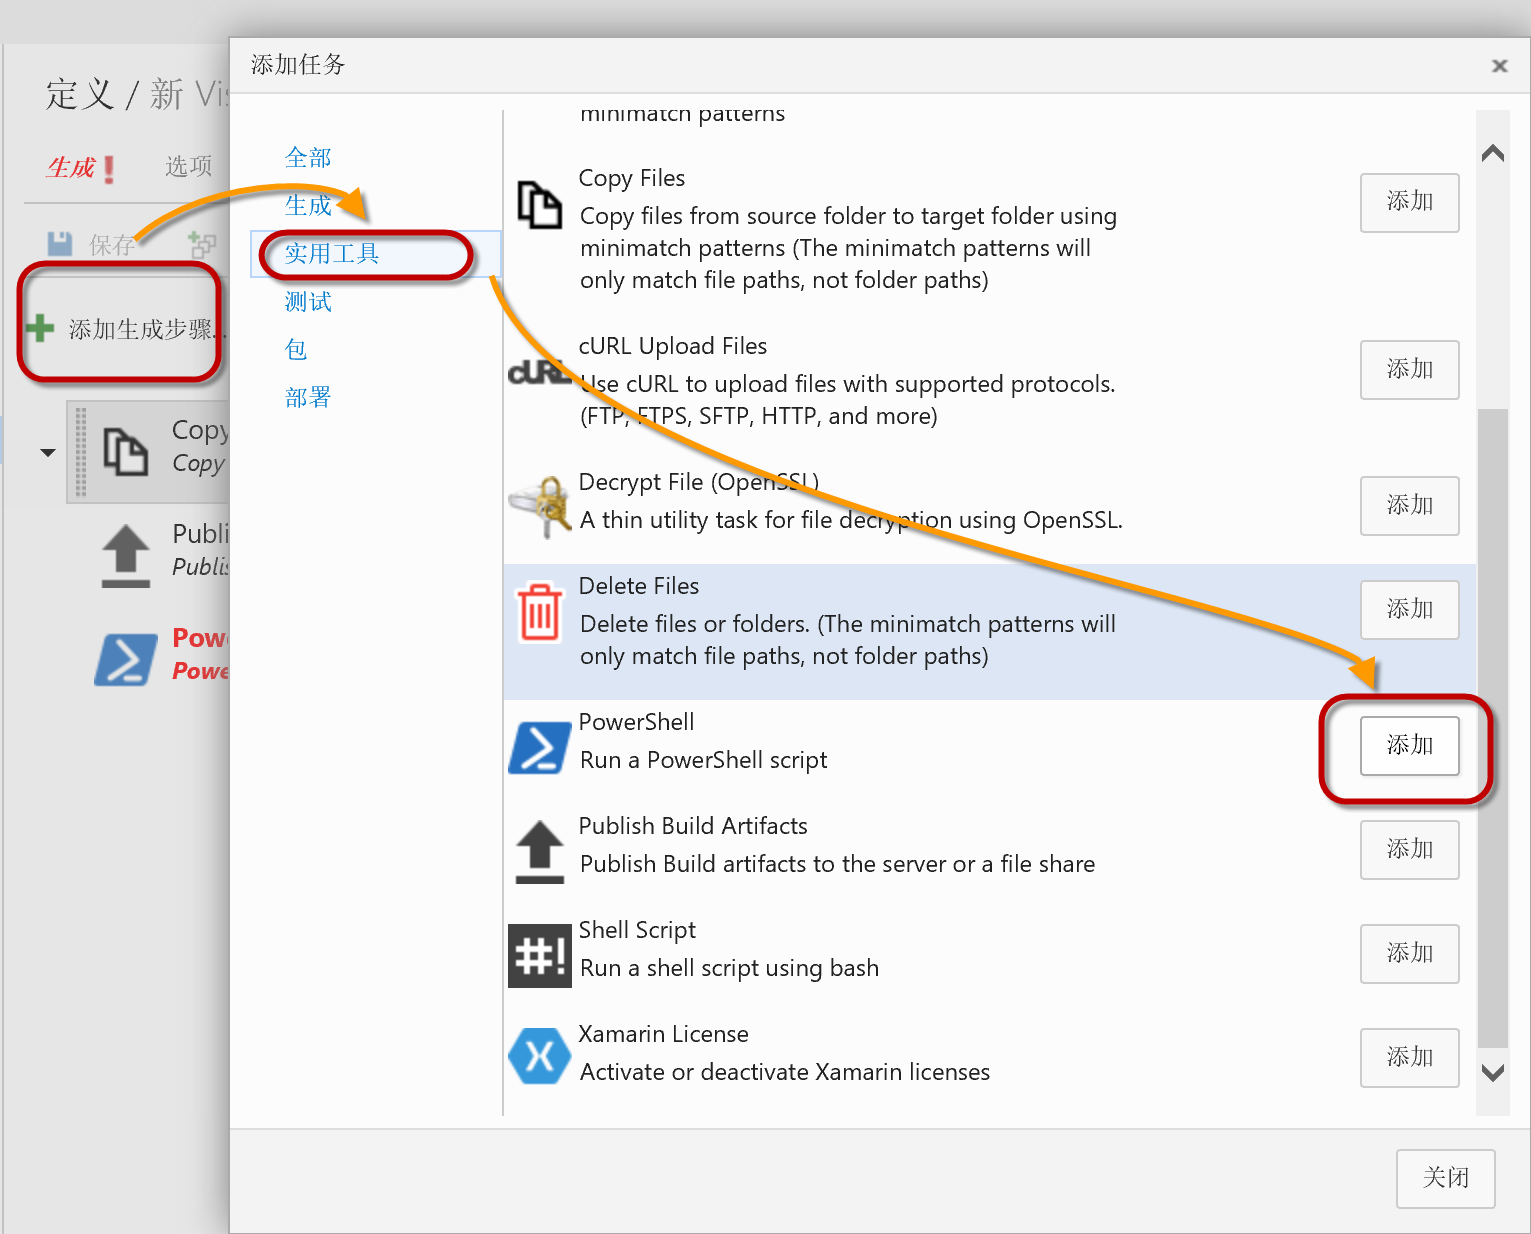 定义 / 新 Vis
生成
选项
保存
添加生成步骤...
Copy
Copy
Publi
Publis
Powe
Powe
添加任务
全部
生成
实用工具
测试
包
部署
minimatch patterns
Copy Files
Copy files from source folder to target folder using
minimatch patterns (The minimatch patterns will
only match file paths, not folder paths)
添加
cURL
cURL Upload Files
Use cURL to upload files with supported protocols.
(FTP, FTPS, SFTP, HTTP, and more)
添加
Decrypt File (OpenSSL)
A thin utility task for file decryption using OpenSSL.
添加
Delete Files
Delete files or folders. (The minimatch patterns will
only match file paths, not folder paths)
添加
PowerShell
Run a PowerShell script
添加
Publish Build Artifacts
Publish Build artifacts to the server or a file share
添加
#!
Shell Script
Run a shell script using bash
添加
Xamarin License
Activate or deactivate Xamarin licenses
添加
关闭